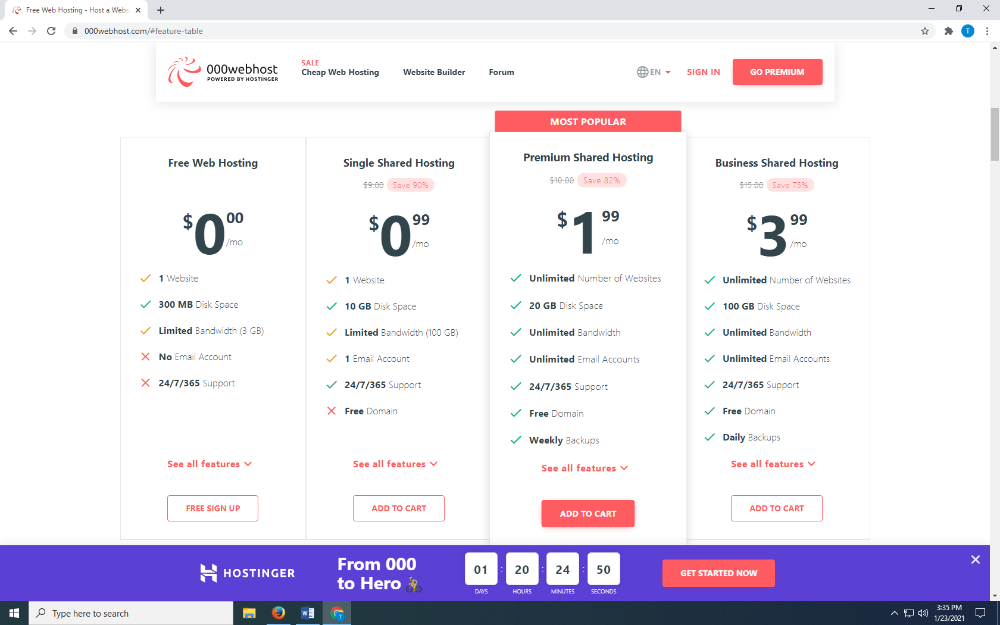 Free Web Hosting - Host a Webs
000webhost.com/#feature-table
T
000webhost
POWERED BY HOSTINGER
SALE
Cheap Web Hosting
Website Builder
Forum
EN
SIGN IN
GO PREMIUM
Free Web Hosting
$0 00 /mo
1 Website
300 MB Disk Space
Limited Bandwidth (3 GB)
No Email Account
24/7/365 Support
See all features
FREE SIGN UP
Single Shared Hosting
$9.00 Save 90%
$0 99 /mo
1 Website
10 GB Disk Space
Limited Bandwidth (100 GB)
1 Email Account
24/7/365 Support
Free Domain
See all features
ADD TO CART
MOST POPULAR
Premium Shared Hosting
$10.00 Save 82%
$1 99 /mo
Unlimited Number of Websites
20 GB Disk Space
Unlimited Bandwidth
Unlimited Email Accounts
24/7/365 Support
Free Domain
Weekly Backups
See all features
ADD TO CART
Business Shared Hosting
$15.00 Save 75%
$3 99 /mo
Unlimited Number of Websites
100 GB Disk Space
Unlimited Bandwidth
Unlimited Email Accounts
24/7/365 Support
Free Domain
Daily Backups
See all features
ADD TO CART
HOSTINGER
From 000
to Hero
01 : 20 : 24 : 50
DAYS HOURS MINUTES SECONDS
GET STARTED NOW
Type here to search
W
T
3:35 PM
1/23/2021